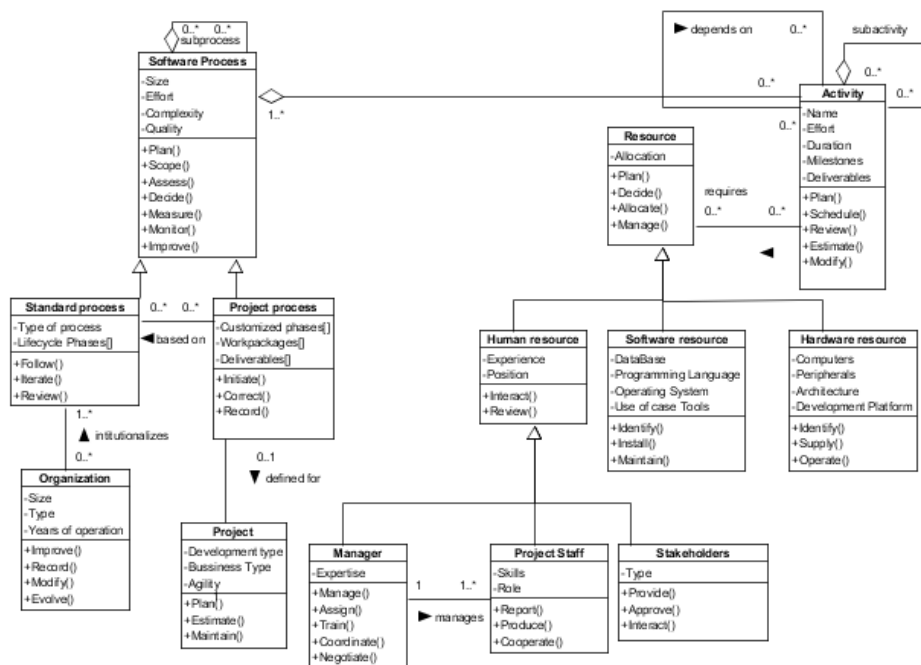 0..* 0..*
subprocess
Software Process
-Size
-Effort
-Complexity
-Quality
+Plan()
+Scope()
+Assess()
+Decide()
+Measure()
+Monitor()
+Improve()
1..*
0..*
depends on 0..*
subactivity
0..*
0..*
0..*
Activity
-Name
-Effort
-Duration
-Milestones
-Deliverables
+Plan()
+Schedule()
+Review()
+Estimate()
+Modify()
Resource
-Allocation
+Plan()
+Decide()
+Allocate()
+Manage()
requires
0..* 0..*
Standard process
-Type of process
-Lifecycle Phases[]
+Follow()
+Iterate()
+Review()
0..* 0..*
based on
Project process
-Customized phases[]
-Workpackages[]
-Deliverables[]
+Initiate()
+Correct()
+Record()
Human resource
-Experience
-Position
+Interact()
+Review()
Software resource
-DataBase
-Programming Language
-Operating System
-Use of case Tools
+Identify()
+Install()
+Maintain()
Hardware resource
-Computers
-Peripherals
-Architecture
-Development Platform
+Identify()
+Supply()
+Operate()
1..*
intitutionalizes
0..*
Organization
-Size
-Type
-Years of operation
+Improve()
+Record()
+Modify()
+Evolve()
0..1
defined for
Project
-Development type
-Bussiness Type
-Agility
+Plan()
+Estimate()
+Maintain()
Manager
-Expertise
+Manage()
+Assign()
+Train()
+Coordinate()
+Negotiate()
1 1..*
manages
Project Staff
-Skills
-Role
+Report()
+Produce()
+Cooperate()
Stakeholders
-Type
+Provide()
+Approve()
+Interact()